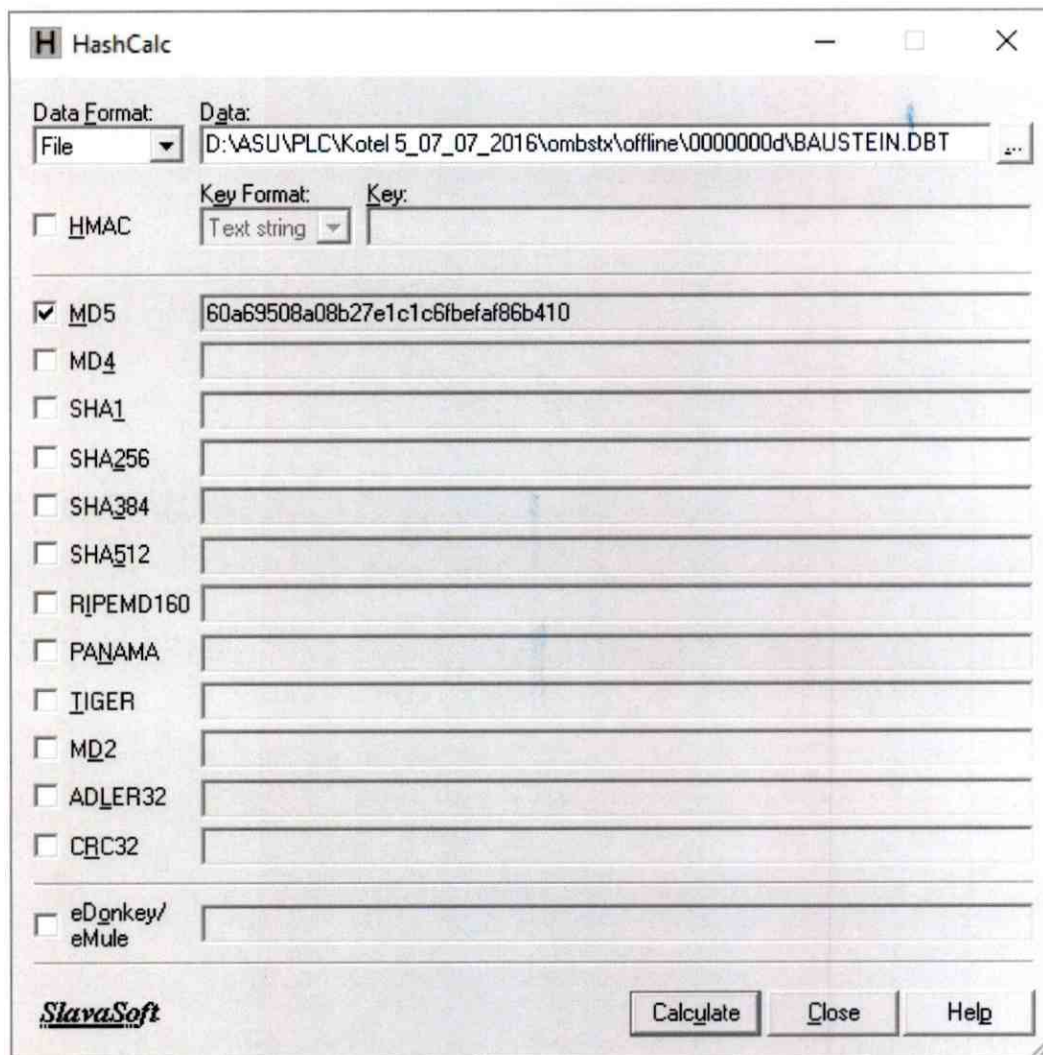 H HashCalc
Data Format: Data:
File D:\ASU\PLC\Kotel 5_07_07_2016\ombstx\offline\0000000d\BAUSTEIN.DBT ...
Key Format: Key:
HMAC Text string
MD5 60a69508a08b27e1c1c6fbefaf86b410
MD4
SHA1
SHA256
SHA384
SHA512
RIPEMD160
PANAMA
TIGER
MD2
ADLER32
CRC32
eDonkey/
eMule
SlavaSoft Calculate Close Help